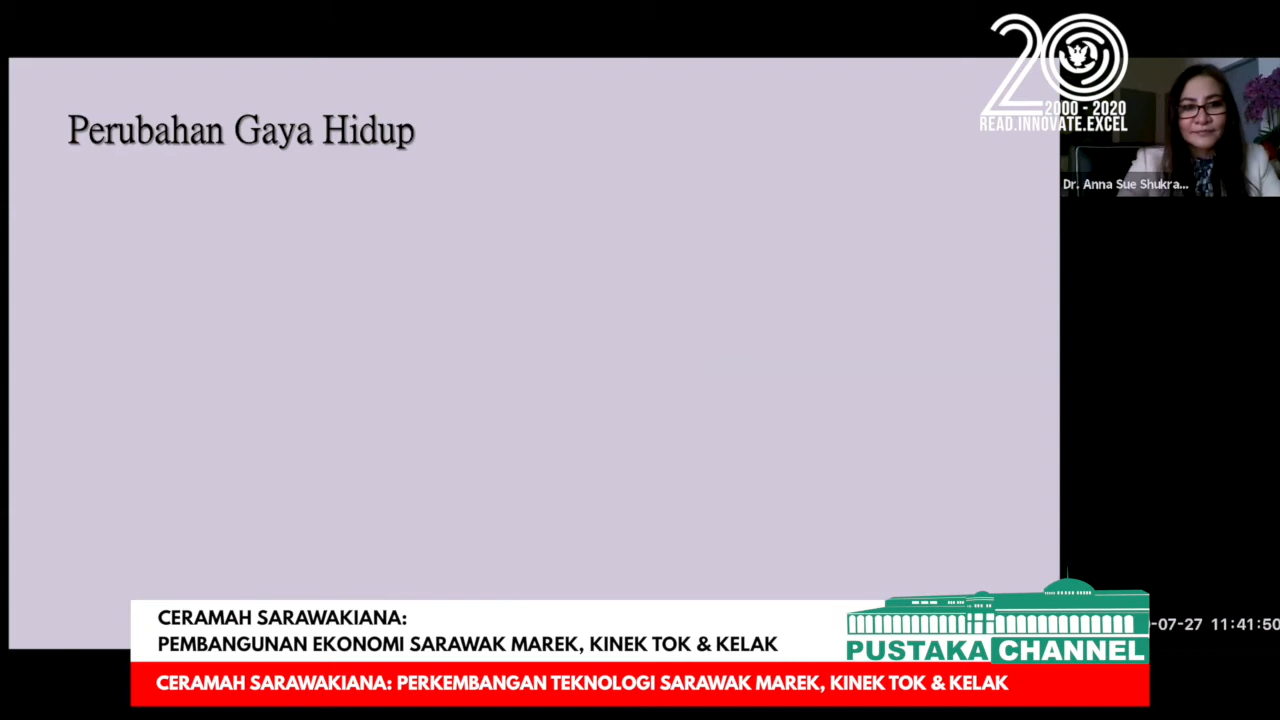 20
2000 - 2020
READ.INNOVATE.EXCEL
Perubahan Gaya Hidup
Dr. Anna Sue Shukra...
CERAMAH SARAWAKIANA:
PEMBANGUNAN EKONOMI SARAWAK MAREK, KINEK TOK & KELAK
PUSTAKA CHANNEL
-07-27 11:41:50
CERAMAH SARAWAKIANA: PERKEMBANGAN TEKNOLOGI SARAWAK MAREK, KINEK TOK & KELAK